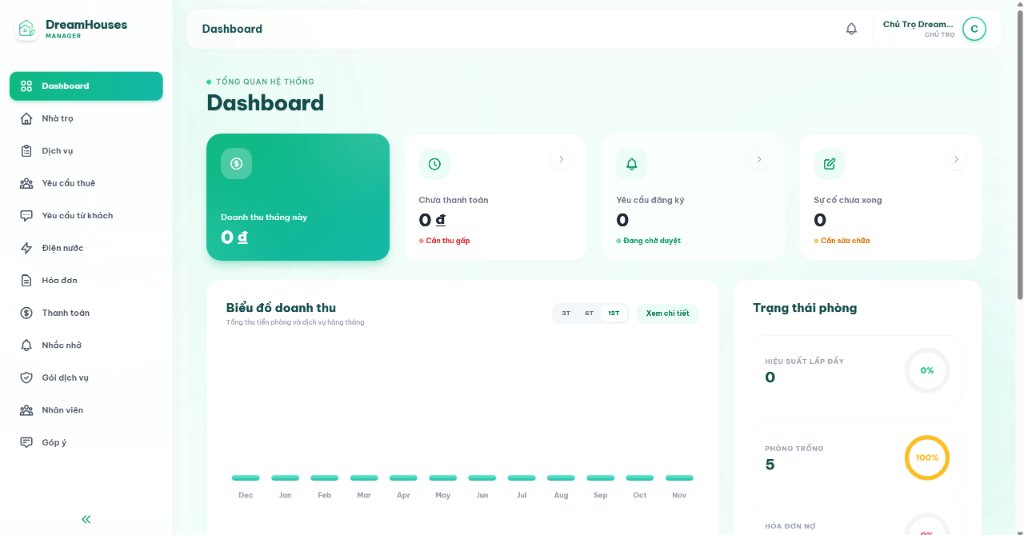 DreamHouses
MANAGER
Dashboard
Nhà trọ
Dịch vụ
Yêu cầu thuê
Yêu cầu từ khách
Điện nước
Hóa đơn
Thanh toán
Nhắc nhở
Gói dịch vụ
Nhân viên
Góp ý
Dashboard
Chủ Trọ Dream...
CHỦ TRỌ
C
TỔNG QUAN HỆ THỐNG
Dashboard
Doanh thu tháng này
0 đ
Chưa thanh toán
0 đ
Cần thu gấp
Yêu cầu đăng ký
0
Đang chờ duyệt
Sự cố chưa xong
0
Cần sửa chữa
Biểu đồ doanh thu
Tổng thu tiền phòng và dịch vụ hàng tháng
3T 6T 12T
Xem chi tiết
Dec Jan Feb Mar Apr May Jun Jul Aug Sep Oct Nov
Trạng thái phòng
HIỆU SUẤT LẤP ĐẦY
0
0%
PHÒNG TRỐNG
5
100%
HÓA ĐƠN NỢ